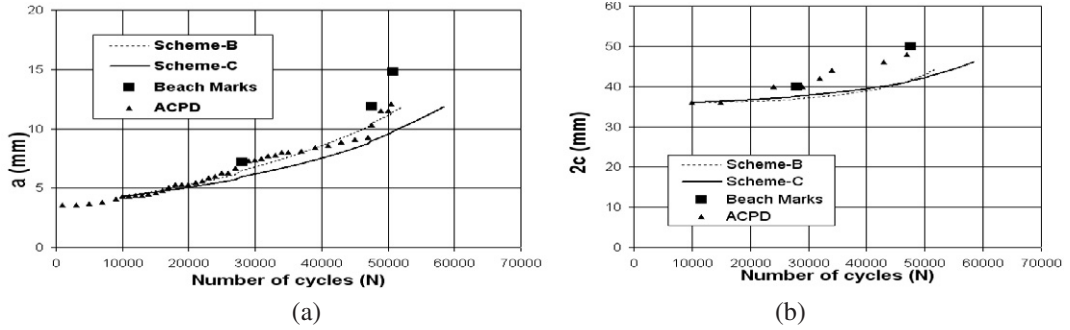 20
15
10
5
0
a (mm)
Scheme-B
Scheme-C
Beach Marks
ACPD
0 10000 20000 30000 40000 50000 60000 70000
Number of cycles (N)
(a)
60
50
40
30
20
10
0
2c (mm)
Scheme-B
Scheme-C
Beach Marks
ACPD
0 10000 20000 30000 40000 50000 60000 70000
Number of cycles (N)
(b)